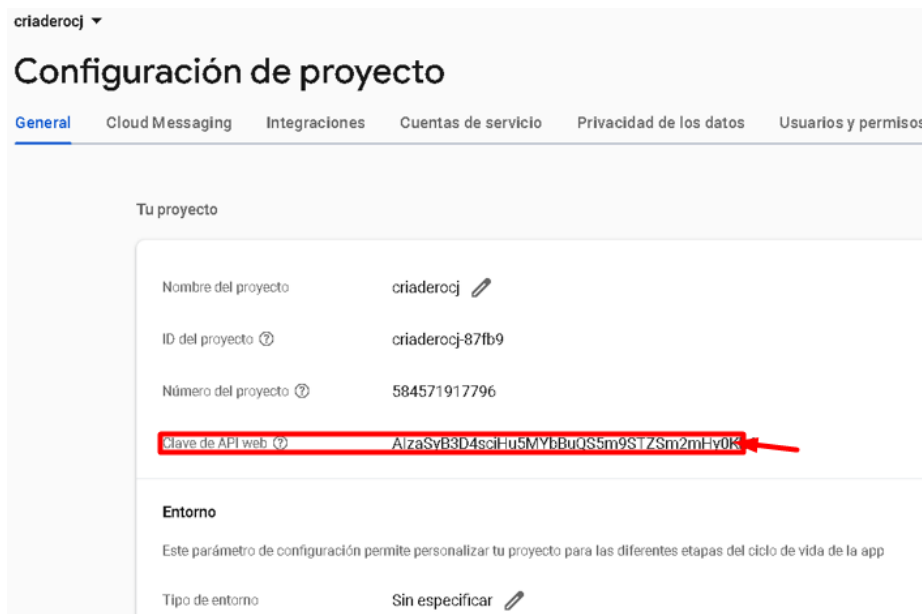 criaderocj
Configuración de proyecto
General Cloud Messaging Integraciones Cuentas de servicio Privacidad de los datos Usuarios y permisos
Tu proyecto
Nombre del proyecto criaderocj
ID del proyecto criaderocj-87fb9
Número del proyecto 584571917796
Clave de API web
Entorno
Este parámetro de configuración permite personalizar tu proyecto para las diferentes etapas del ciclo de vida de la app
Tipo de entorno Sin especificar